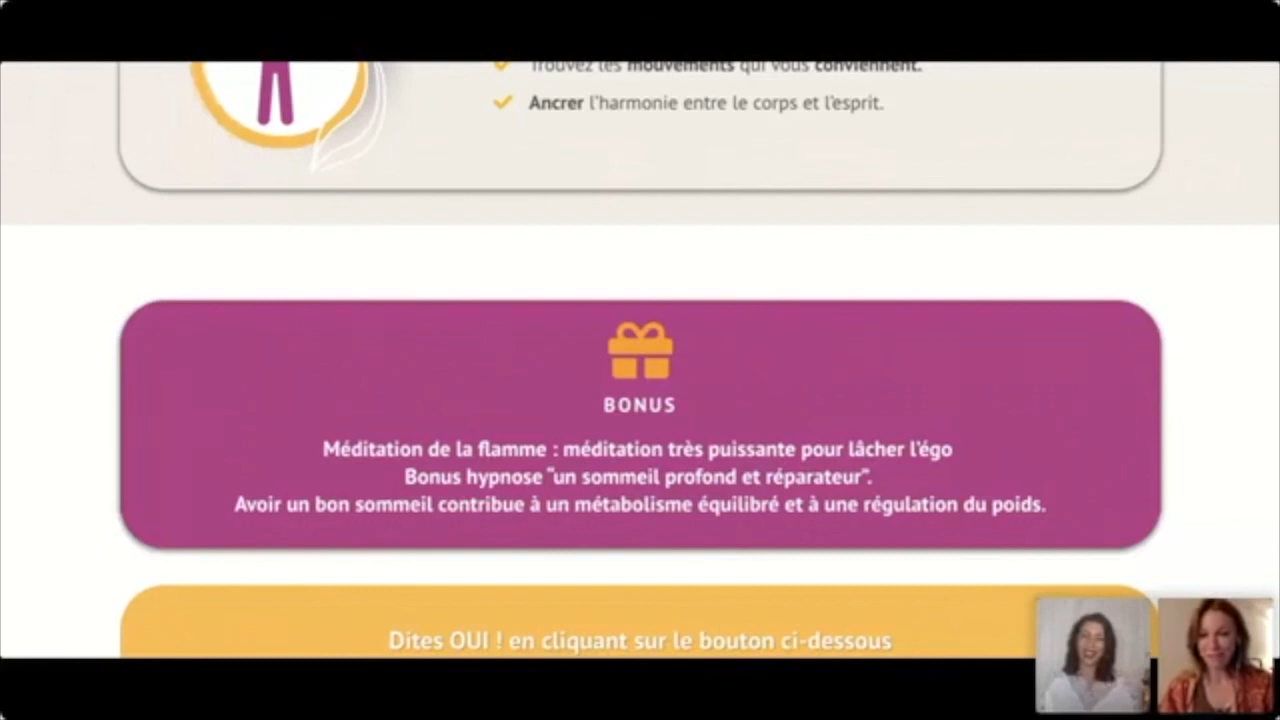 Trouvez les mouvements qui vous conviennent.
Ancrer l'harmonie entre le corps et l'esprit.
BONUS
Méditation de la flamme : méditation très puissante pour lâcher l'égo
Bonus hypnose "un sommeil profond et réparateur".
Avoir un bon sommeil contribue à un métabolisme équilibré et à une régulation du poids.
Dites OUI ! en cliquant sur le bouton ci-dessous